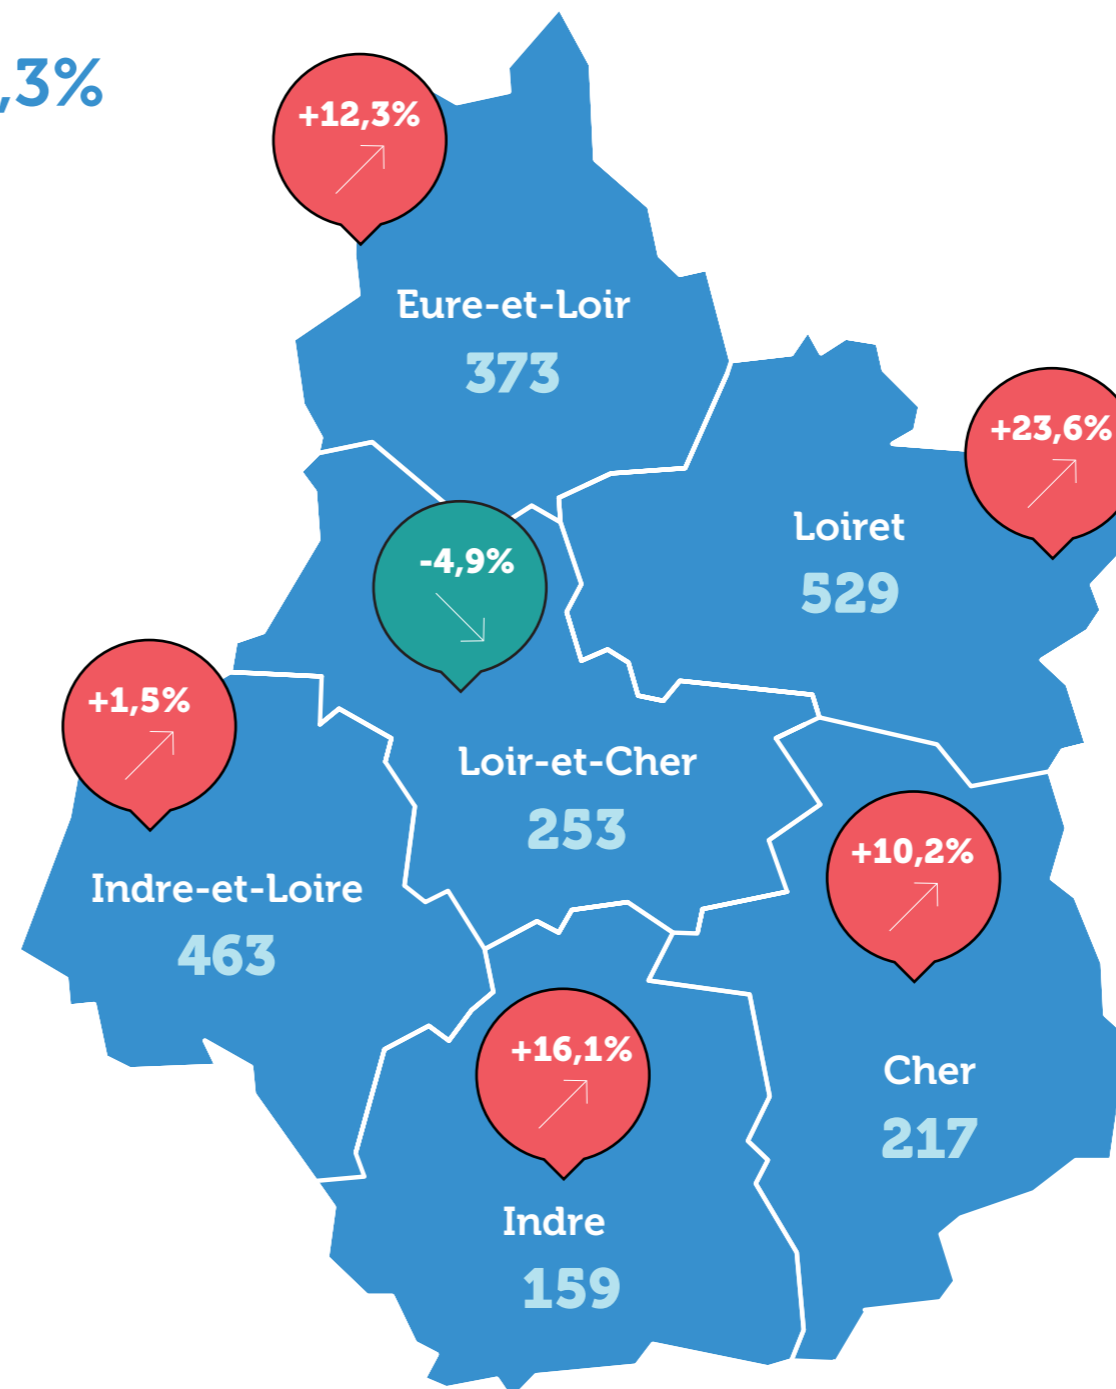 ,3%
+12,3%
Eure-et-Loir
373
+23,6%
Loiret
529
-4,9%
Loir-et-Cher
253
+1,5%
Indre-et-Loire
463
+10,2%
Cher
217
+16,1%
Indre
159